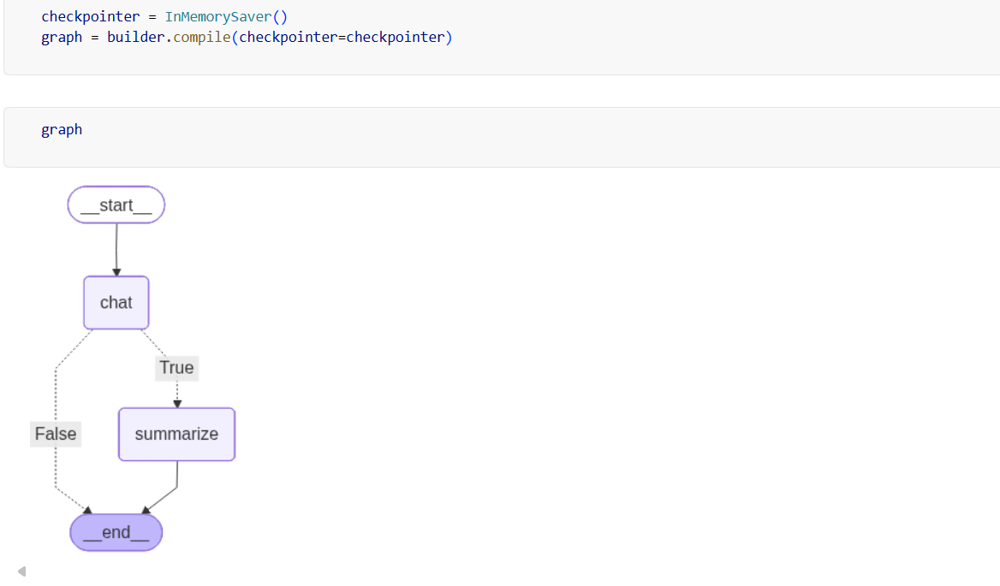 checkpointer = InMemorySaver()
graph = builder.compile(checkpointer=checkpointer)
graph
__start__
chat
True
False
summarize
__end__